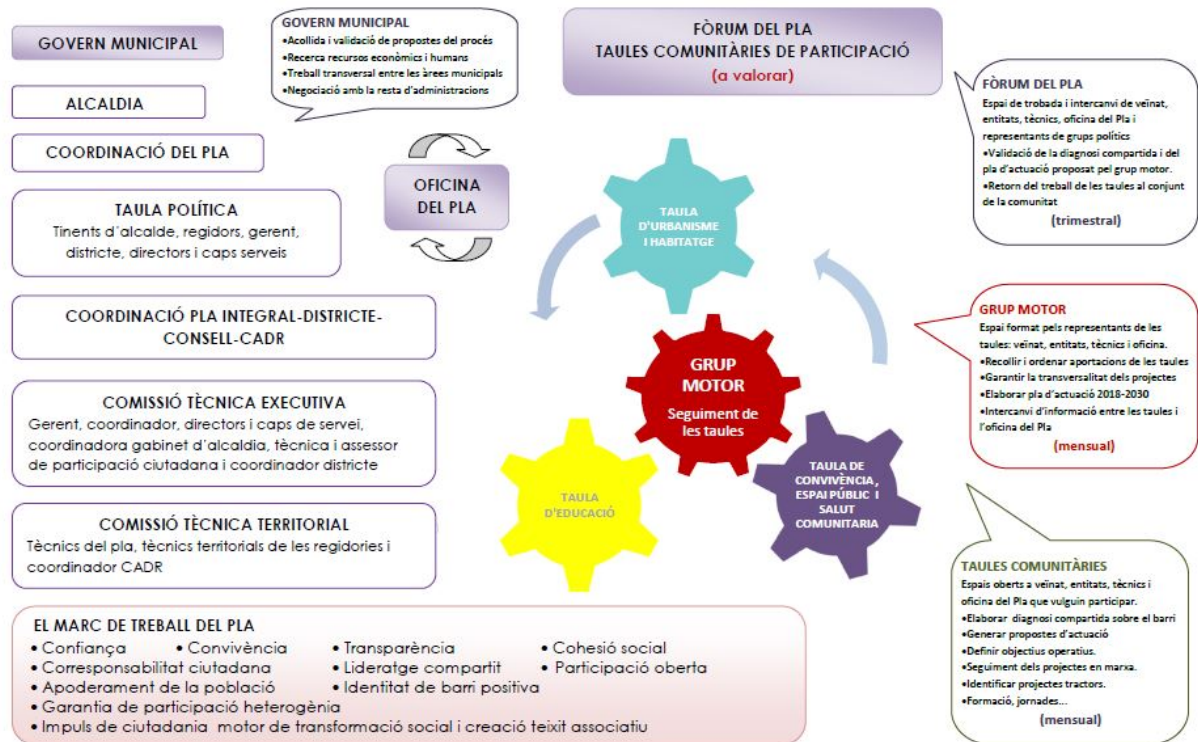 GOVERN MUNICIPAL
ALCALDIA
COORDINACIÓ DEL PLA
TAULA POLÍTICA
Tinents d´alcalde, regidors, gerent,
districte, directors i caps serveis
COORDINACIÓ PLA INTEGRAL-DISTRICTE-
CONSELL-CADR
COMISSIÓ TÈCNICA EXECUTIVA
Gerent, coordinador, directors i caps de servei,
coordinadora gabinet d'alcaldia, tècnica i assessor
de participació ciutadana i coordinador districte
COMISSIÓ TÈCNICA TERRITORIAL
Tècnics del pla, tècnics territorials de les regidories i
coordinador CADR
GOVERN MUNICIPAL
•Acollida i validació de propostes del procés
•Recerca recursos econòmics i humans
•Treball transversal entre les àrees municipals
•Negociació amb la resta d'administracions
OFICINA
DEL PLA
FÒRUM DEL PLA
TAULES COMUNITÀRIES DE PARTICIPACIÓ
(a valorar)
TAULA
D'URBANISME
I HABITATGE
GRUP
MOTOR
Seguiment de
les taules
TAULA
D'EDUCACIÓ
TAULA DE
CONVIVÈNCIA,
ESPAI PÚBLIC I
SALUT
COMUNITARIA
FÒRUM DEL PLA
Espai de trobada i intercanvi de veïnat,
entitats, tècnics, oficina del Pla i
representants de grups polítics
•Validació de la diagnosi compartida i del
pla d'actuació proposat pel grup motor.
•Retorn del treball de les taules al conjunt
de la comunitat
(trimestral)
GRUP MOTOR
Espai format pels representants de les
taules: veïnat, entitats, tècnics i oficina.
•Recollir i ordenar aportacions de les taules
•Garantir la transversalitat dels projectes
•Elaborar pla d'actuació 2018-2030
•Intercanvi d'informació entre les taules i
l'oficina del Pla
(mensual)
TAULES COMUNITÀRIES
Espais oberts a veïnat, entitats, tècnics i
oficina del Pla que vulguin participar.
•Elaborar diagnosi compartida sobre el barri
•Generar propostes d'actuació
•Definir objectius operatius.
•Seguiment dels projectes en marxa.
•Identificar projectes tractors.
•Formació, jornades...
(mensual)
EL MARC DE TREBALL DEL PLA
• Confiança • Convivència • Transparència • Cohesió social
• Corresponsabilitat ciutadana • Lideratge compartit • Participació oberta
• Apoderament de la població • Identitat de barri positiva
• Garantia de participació heterogènia
• Impuls de ciutadania motor de transformació social i creació teixit associatiu